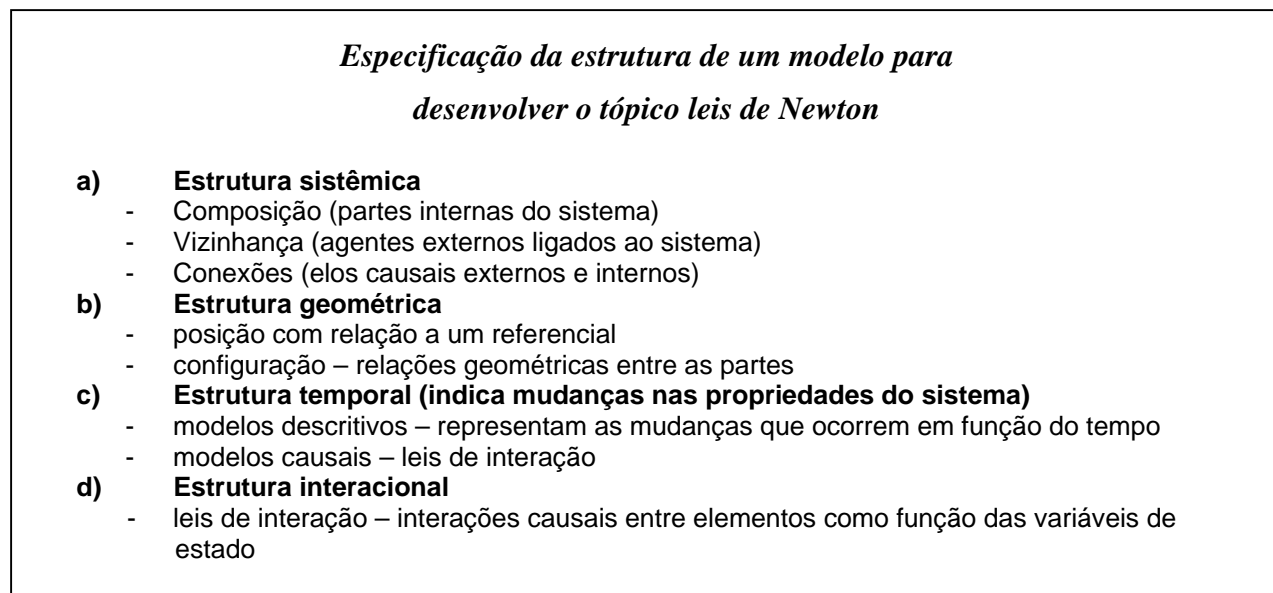 Especificação da estrutura de um modelo para
desenvolver o tópico leis de Newton
a) Estrutura sistêmica
- Composição (partes internas do sistema)
- Vizinhança (agentes externos ligados ao sistema)
- Conexões (elos causais externos e internos)
b) Estrutura geométrica
- posição com relação a um referencial
- configuração – relações geométricas entre as partes
c) Estrutura temporal (indica mudanças nas propriedades do sistema)
- modelos descritivos – representam as mudanças que ocorrem em função do tempo
- modelos causais – leis de interação
d) Estrutura interacional
- leis de interação – interações causais entre elementos como função das variáveis de
estado